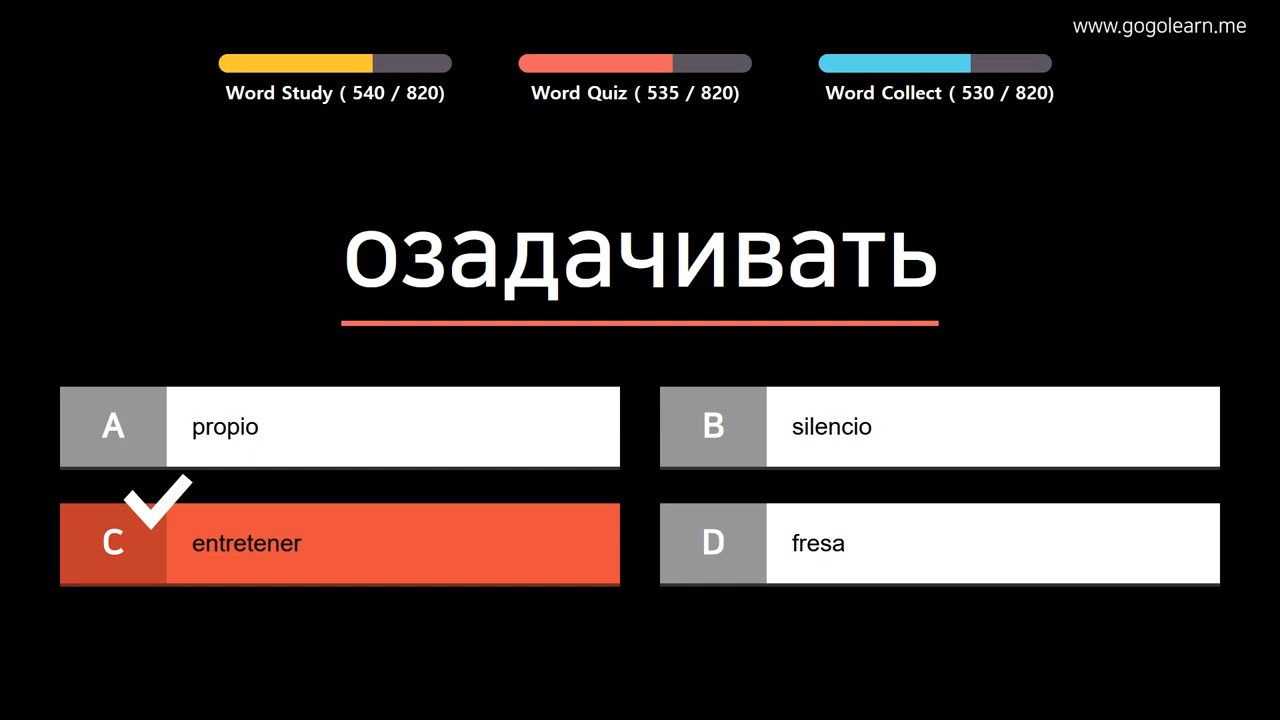 www.gogolearn.me
Word Study ( 540 / 820)
Word Quiz ( 535 / 820)
Word Collect ( 530 / 820)
озадачивать
A propio
B silencio
C entretener
D fresa